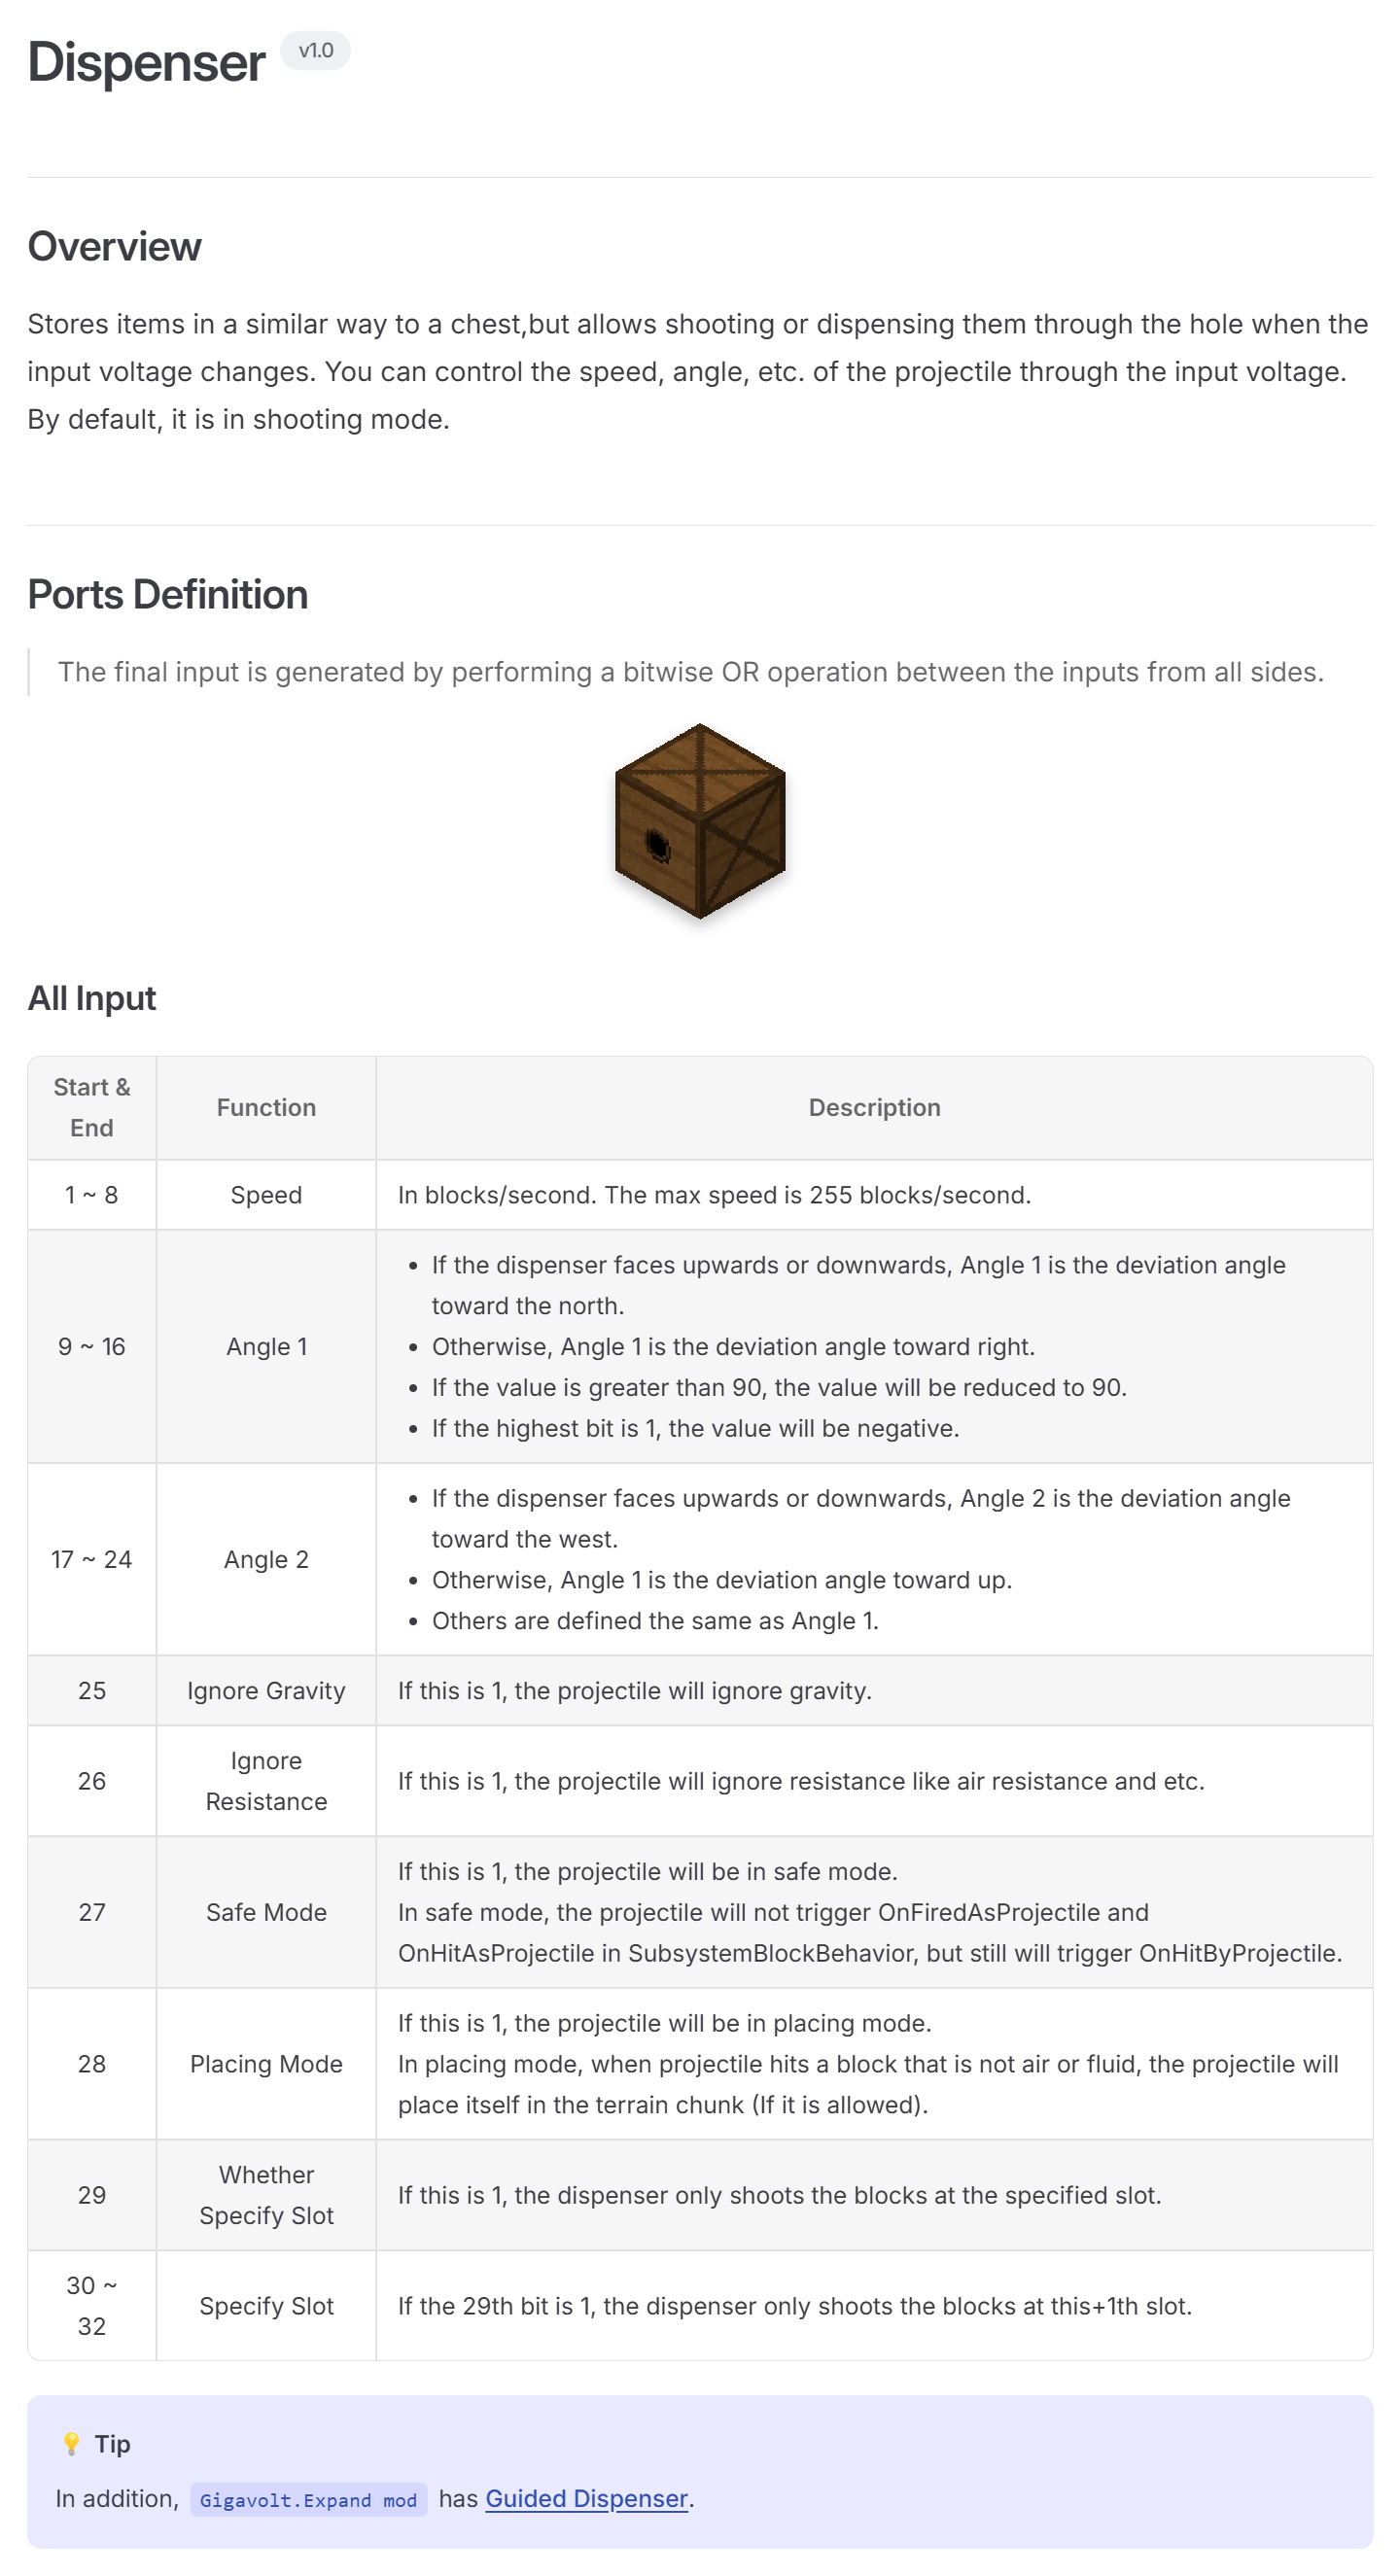 Dispenser v1.0
Overview
Stores items in a similar way to a chest,but allows shooting or dispensing them through the hole when the
input voltage changes. You can control the speed, angle, etc. of the projectile through the input voltage.
By default, it is in shooting mode.
Ports Definition
The final input is generated by performing a bitwise OR operation between the inputs from all sides.
All Input
Start &
End
Function
Description
1 ~ 8
Speed
In blocks/second. The max speed is 255 blocks/second.
9 ~ 16
Angle 1
• If the dispenser faces upwards or downwards, Angle 1 is the deviation angle
toward the north.
• Otherwise, Angle 1 is the deviation angle toward right.
• If the value is greater than 90, the value will be reduced to 90.
• If the highest bit is 1, the value will be negative.
17 ~ 24
Angle 2
• If the dispenser faces upwards or downwards, Angle 2 is the deviation angle
toward the west.
• Otherwise, Angle 1 is the deviation angle toward up.
• Others are defined the same as Angle 1.
25
Ignore Gravity
If this is 1, the projectile will ignore gravity.
26
Ignore
Resistance
If this is 1, the projectile will ignore resistance like air resistance and etc.
27
Safe Mode
If this is 1, the projectile will be in safe mode.
In safe mode, the projectile will not trigger OnFiredAsProjectile and
OnHitAsProjectile in SubsystemBlockBehavior, but still will trigger OnHitByProjectile.
28
Placing Mode
If this is 1, the projectile will be in placing mode.
In placing mode, when projectile hits a block that is not air or fluid, the projectile will
place itself in the terrain chunk (If it is allowed).
29
Whether
Specify Slot
If this is 1, the dispenser only shoots the blocks at the specified slot.
30 ~
32
Specify Slot
If the 29th bit is 1, the dispenser only shoots the blocks at this+1th slot.
💡 Tip
In addition, Gigavolt.Expand mod has Guided Dispenser.